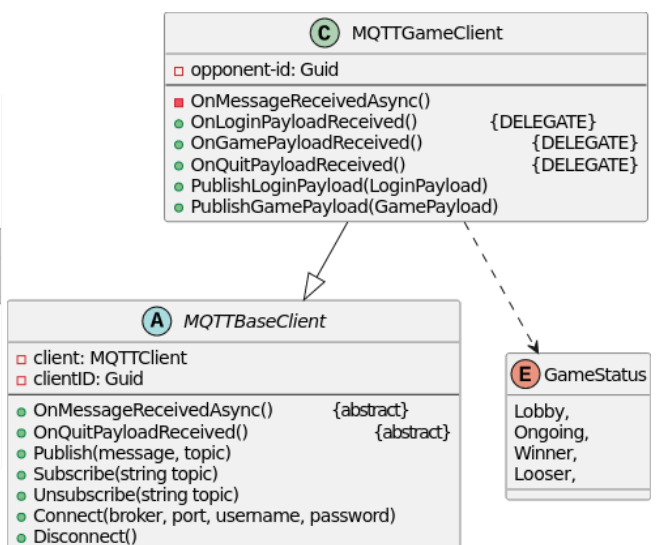 C MQTTGameClient
opponent-id: Guid
OnMessageReceivedAsync()
OnLoginPayloadReceived() {DELEGATE}
OnGamePayloadReceived() {DELEGATE}
OnQuitPayloadReceived() {DELEGATE}
PublishLoginPayload(LoginPayload)
PublishGamePayload(GamePayload)
A MQTTBaseClient
client: MQTTClient
clientID: Guid
OnMessageReceivedAsync() {abstract}
OnQuitPayloadReceived() {abstract}
Publish(message, topic)
Subscribe(string topic)
Unsubscribe(string topic)
Connect(broker, port, username, password)
Disconnect()
E GameStatus
Lobby,
Ongoing,
Winner,
Looser,